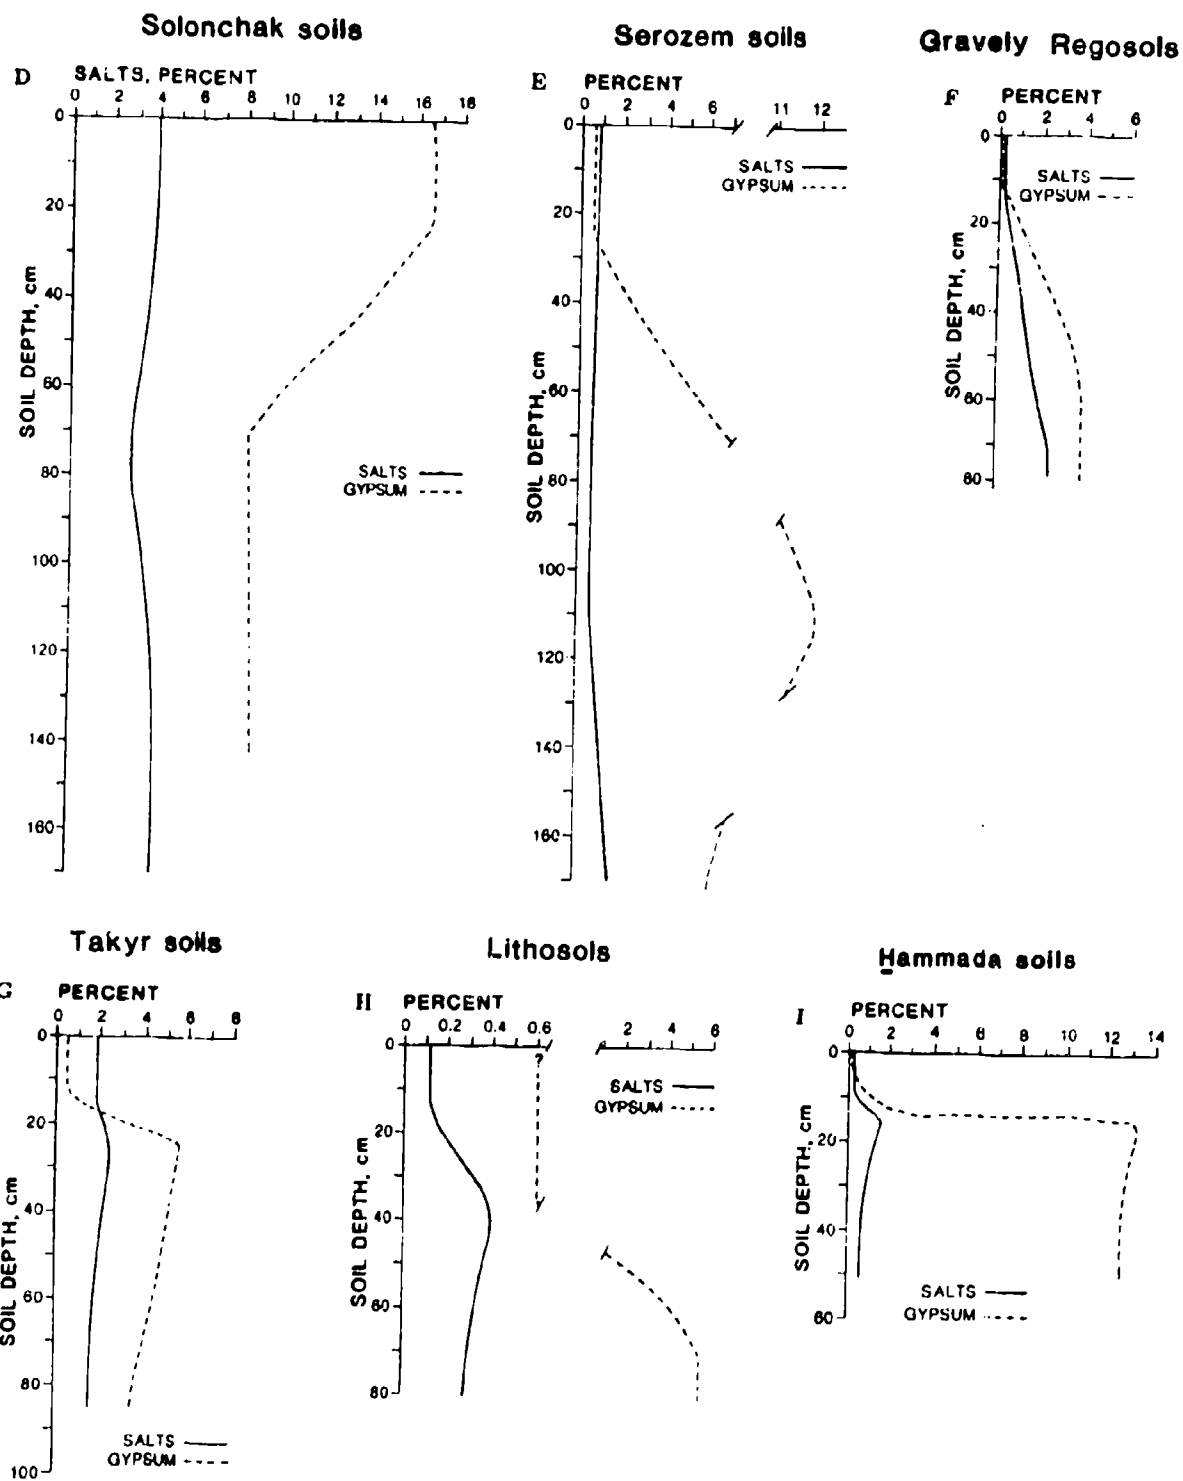 Solonchak soils
D SALTS, PERCENT
0 2 4 6 8 10 12 14 16 18
0
20
40
60
80
100
120
140
160
SOIL DEPTH, cm
SALTS
GYPSUM
Serozem soils
E PERCENT
0 2 4 6 11 12
0
20
40
60
80
100
120
140
160
SOIL DEPTH, cm
SALTS
GYPSUM
Gravely Regosols
F PERCENT
0 2 4 6
0
20
40
60
80
SOIL DEPTH, cm
SALTS
GYPSUM
Takyr soils
G PERCENT
0 2 4 6 8
0
20
40
60
80
100
SOIL DEPTH, cm
SALTS
GYPSUM
Lithosols
H PERCENT
0 0.2 0.4 0.6 2 4 6
0
?
20
40
60
80
SOIL DEPTH, cm
SALTS
GYPSUM
Hammada soils
I PERCENT
0 2 4 6 8 10 12 14
0
20
40
60
SOIL DEPTH, cm
SALTS
GYPSUM